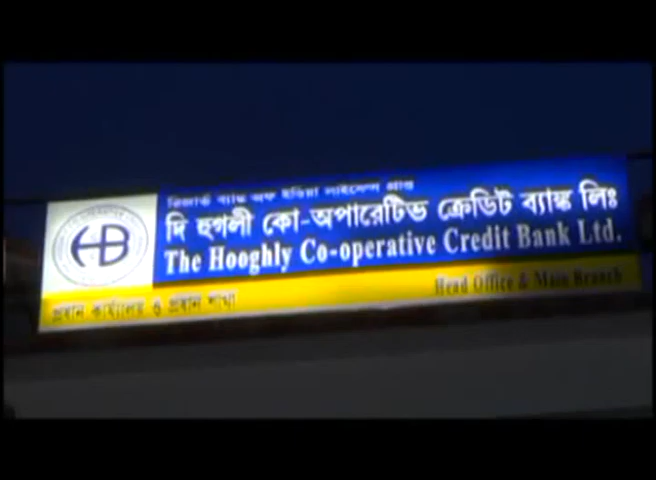 রিজার্ভ ব্যাঙ্ক অফ ইন্ডিয়া লাইসেন্স প্রাপ্ত
দি হুগলী কো-অপারেটিভ ক্রেডিট ব্যাঙ্ক লিঃ
The Hooghly Co-operative Credit Bank Ltd.
HB
প্রধান কার্য্যালয় ও প্রধান শাখা
Head Office & Main Branch